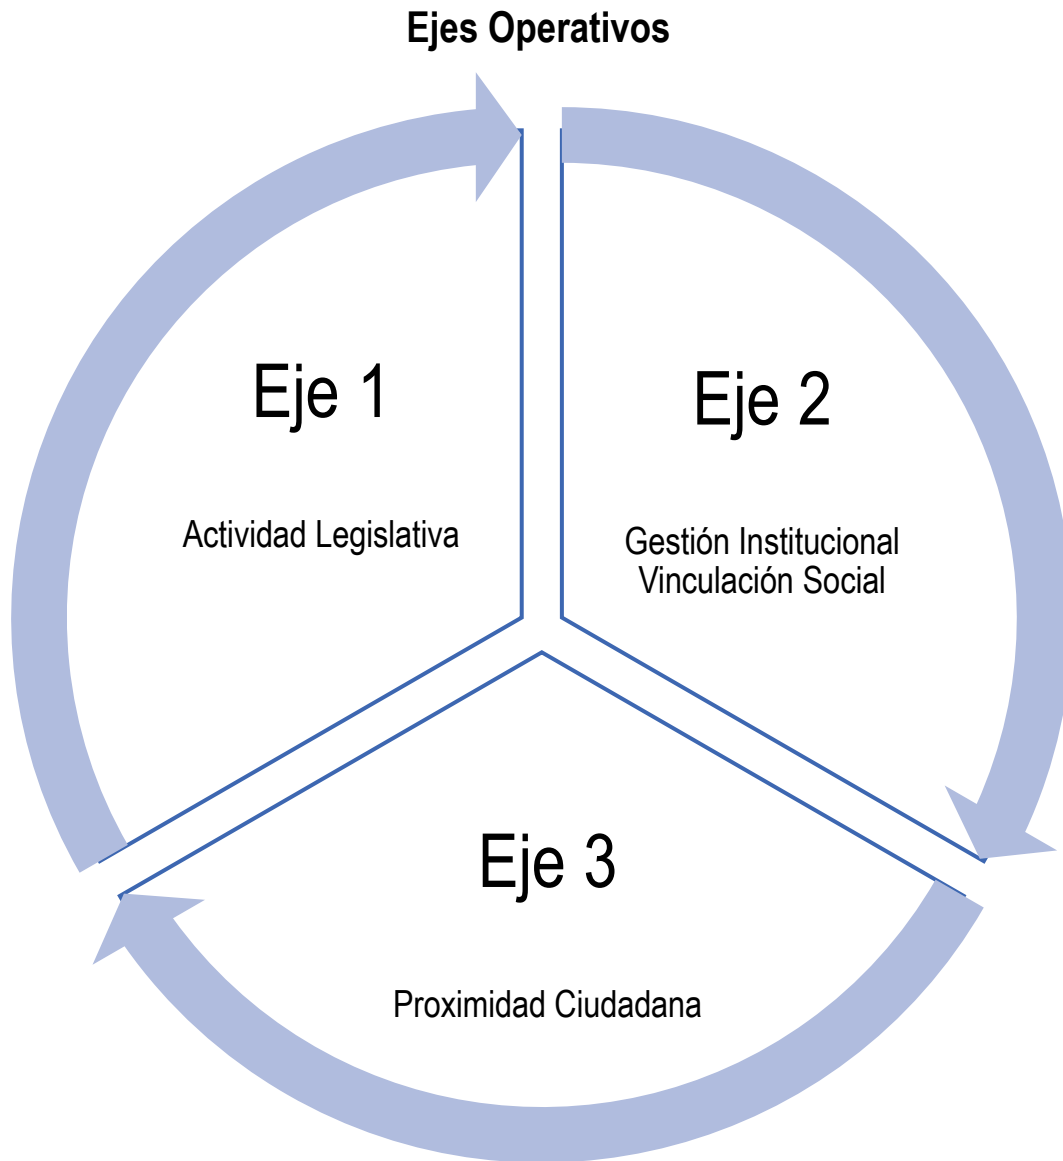 Ejes Operativos
Eje 1
Actividad Legislativa
Eje 2
Gestión Institucional
Vinculación Social
Eje 3
Proximidad Ciudadana